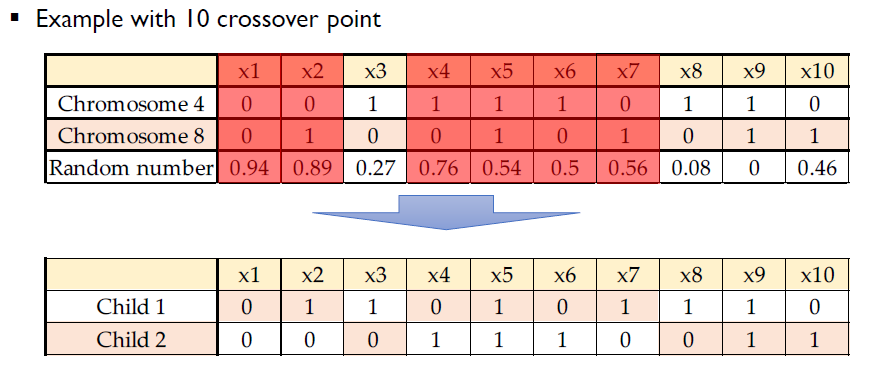 ▪ Example with 10 crossover point
x1 x2 x3 x4 x5 x6 x7 x8 x9 x10
Chromosome 4 0 0 1 1 1 1 0 1 1 0
Chromosome 8 0 1 0 0 1 0 1 0 1 1
Random number 0.94 0.89 0.27 0.76 0.54 0.5 0.56 0.08 0 0.46
x1 x2 x3 x4 x5 x6 x7 x8 x9 x10
Child 1 0 1 1 0 1 0 1 1 1 0
Child 2 0 0 0 1 1 1 0 0 1 1